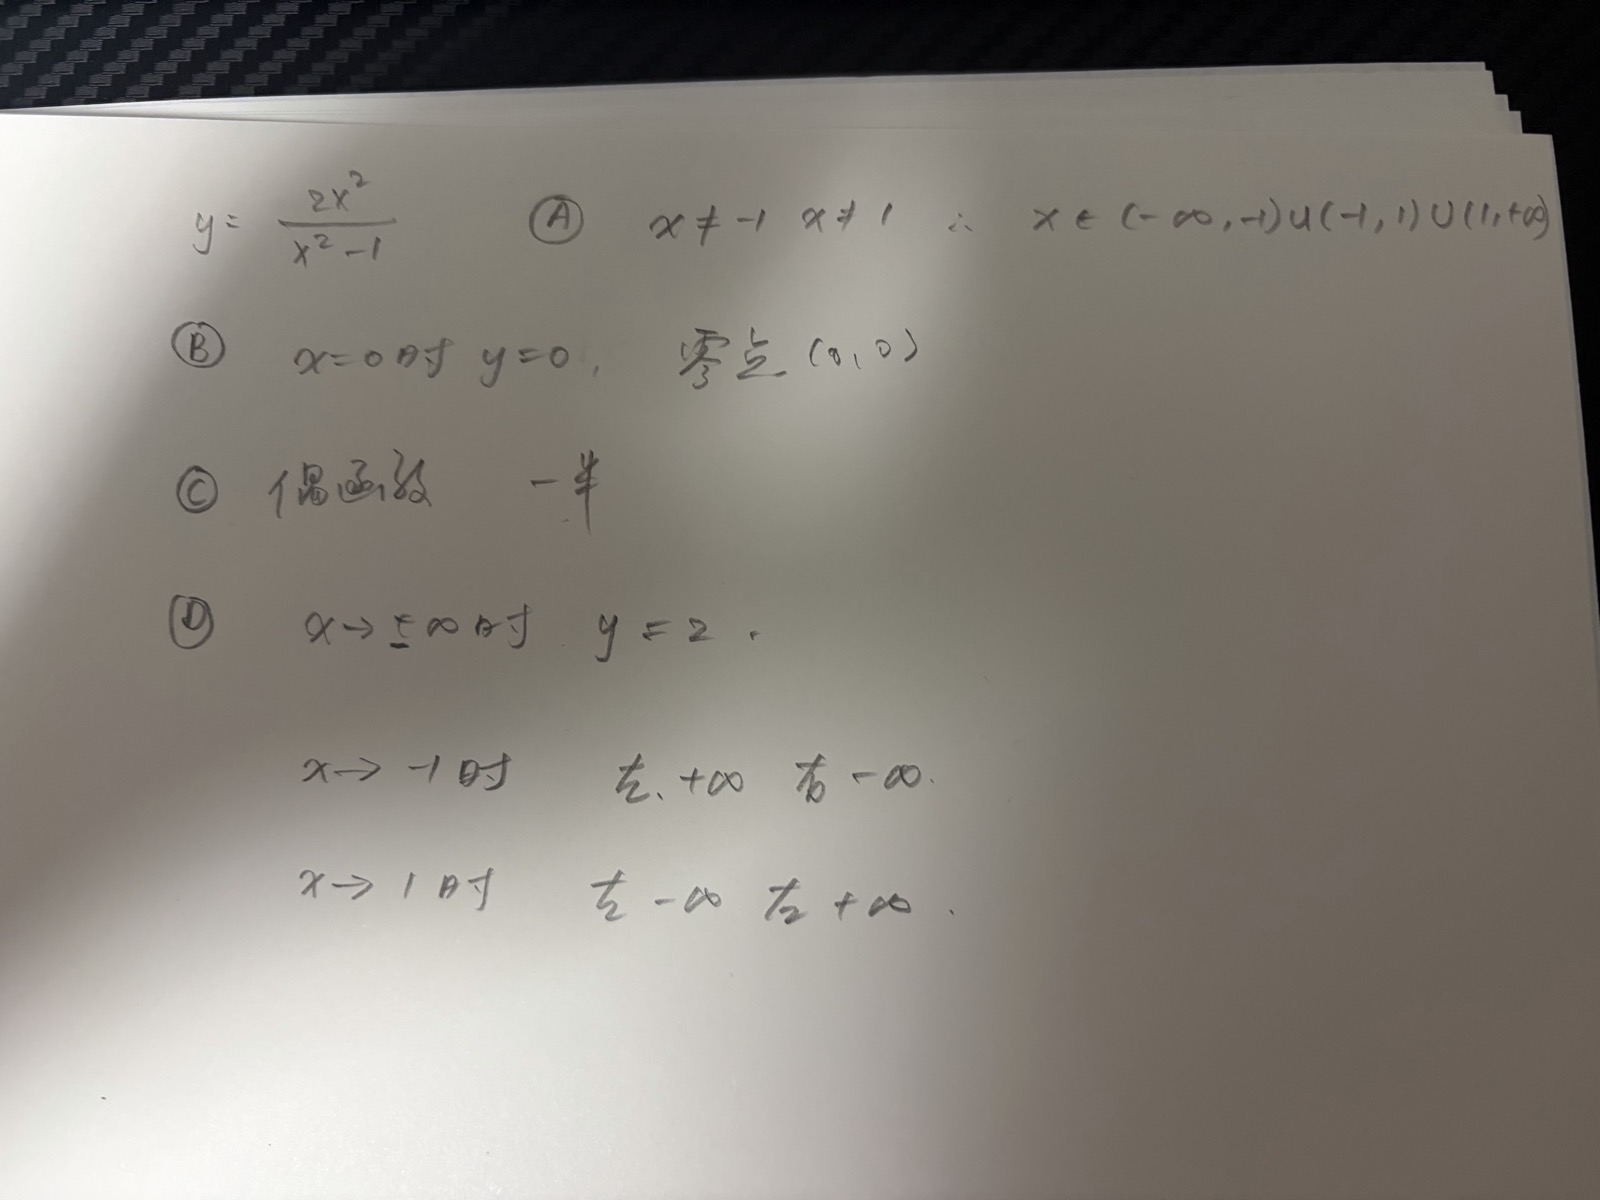 y = 2x²/(x²-1) Ⓐ x≠-1 x≠1 ∴ x∈(-∞,-1)∪(-1,1)∪(1,+∞)
Ⓑ x=0时 y=0, 零点(0,0)
Ⓒ 偶函数 一半
Ⓓ x→±∞时 y=2.
x→-1时 左 +∞ 右 -∞.
x→1时 左 -∞ 右 +∞.